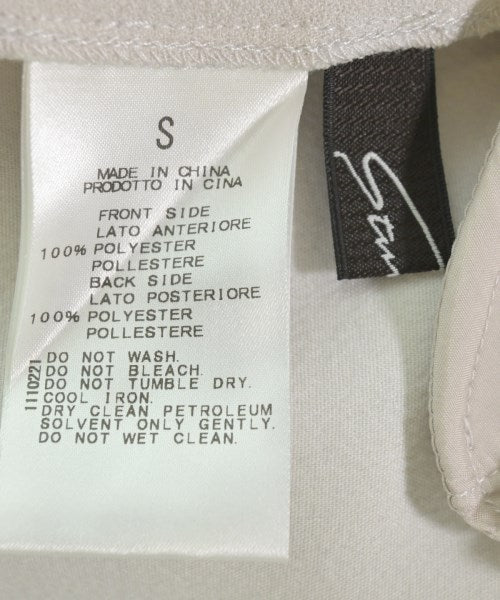 S
MADE IN CHINA
PRODOTTO IN CINA
FRONT SIDE
LATO ANTERIORE
100% POLYESTER
POLLESTERE
BACK SIDE
LATO POSTERIORE
100% POLYESTER
POLLESTERE
DO NOT WASH.
DO NOT BLEACH.
DO NOT TUMBLE DRY.
COOL IRON.
DRY CLEAN PETROLEUM
SOLVENT ONLY GENTLY.
DO NOT WET CLEAN.
1110221